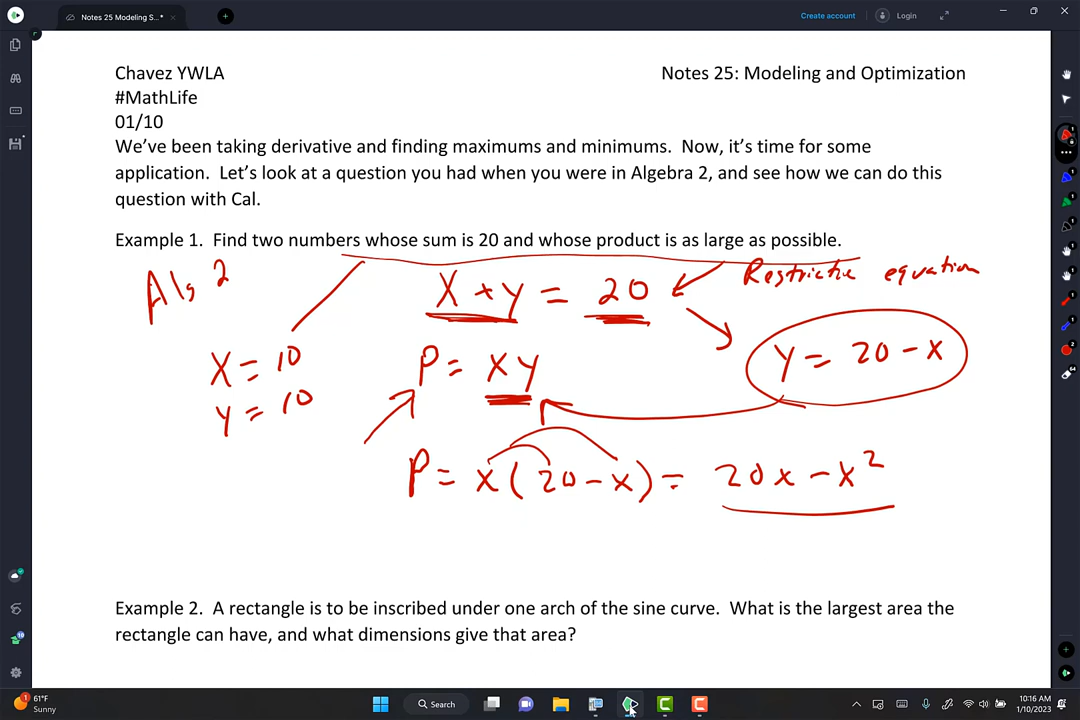 Notes 25 Modeling S...*
Create account
Login
Chavez YWLA
Notes 25: Modeling and Optimization
#MathLife
01/10
We've been taking derivative and finding maximums and minimums.  Now, it's time for some
application.  Let's look at a question you had when you were in Algebra 2, and see how we can do this
question with Cal.
Example 1.  Find two numbers whose sum is 20 and whose product is as large as possible.
Alg 2
x + y = 20
Restrictive equation
x = 10
y = 10
P = xy
y = 20 - x
P = x(20 - x) = 20x - x²
Example 2.  A rectangle is to be inscribed under one arch of the sine curve.  What is the largest area the
rectangle can have, and what dimensions give that area?
61°F
Sunny
Search
10:16 AM
1/10/2023